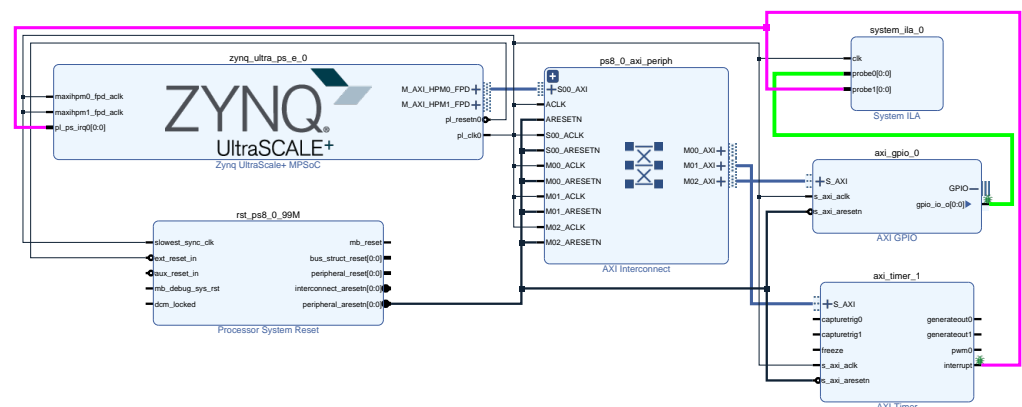 system_ila_0
clk
probe0[0:0]
probe1[0:0]
System ILA
zynq_ultra_ps_e_0
maxihpm0_fpd_aclk
maxihpm1_fpd_aclk
pl_ps_irq0[0:0]
ZYNQ
UltraSCALE+
M_AXI_HPM0_FPD
M_AXI_HPM1_FPD
pl_resetn0
pl_clk0
Zynq UltraScale+ MPSoC
ps8_0_axi_periph
S00_AXI
ACLK
ARESETN
S00_ACLK
S00_ARESETN
M00_ACLK
M00_ARESETN
M01_ACLK
M01_ARESETN
M02_ACLK
M02_ARESETN
M00_AXI
M01_AXI
M02_AXI
AXI Interconnect
axi_gpio_0
S_AXI
s_axi_aclk
s_axi_aresetn
GPIO
gpio_io_o[0:0]
AXI GPIO
rst_ps8_0_99M
slowest_sync_clk
ext_reset_in
aux_reset_in
mb_debug_sys_rst
dcm_locked
mb_reset
bus_struct_reset[0:0]
peripheral_reset[0:0]
interconnect_aresetn[0:0]
peripheral_aresetn[0:0]
Processor System Reset
axi_timer_1
S_AXI
capturetrig0
capturetrig1
freeze
s_axi_aclk
s_axi_aresetn
generateout0
generateout1
pwm0
interrupt
AXI Timer